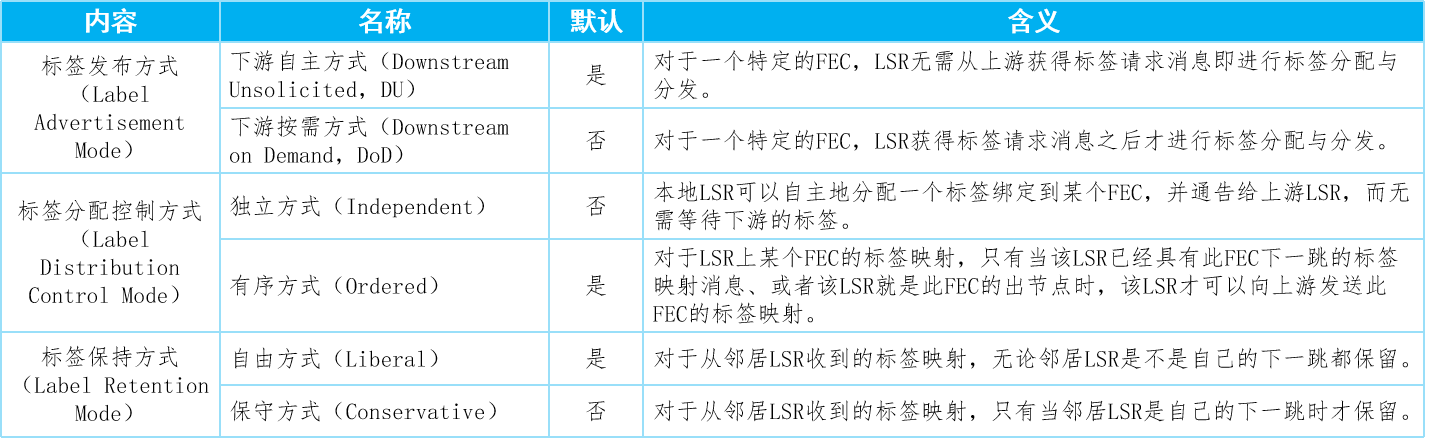 内容
名称
默认
含义
标签发布方式
（Label
Advertisement
Mode）
下游自主方式（Downstream
Unsolicited，DU）
是
对于一个特定的FEC，LSR无需从上游获得标签请求消息即进行标签分配与
分发。
下游按需方式（Downstream
on Demand，DoD）
否
对于一个特定的FEC，LSR获得标签请求消息之后才进行标签分配与分发。
标签分配控制方式
（Label
Distribution
Control Mode）
独立方式（Independent）
否
本地LSR可以自主地分配一个标签绑定到某个FEC，并通告给上游LSR，而无
需等待下游的标签。
有序方式（Ordered）
是
对于LSR上某个FEC的标签映射，只有当该LSR已经具有此FEC下一跳的标签
映射消息、或者该LSR就是此FEC的出节点时，该LSR才可以向上游发送此
FEC的标签映射。
标签保持方式
（Label Retention
Mode）
自由方式（Liberal）
是
对于从邻居LSR收到的标签映射，无论邻居LSR是不是自己的下一跳都保留。
保守方式（Conservative）
否
对于从邻居LSR收到的标签映射，只有当邻居LSR是自己的下一跳时才保留。